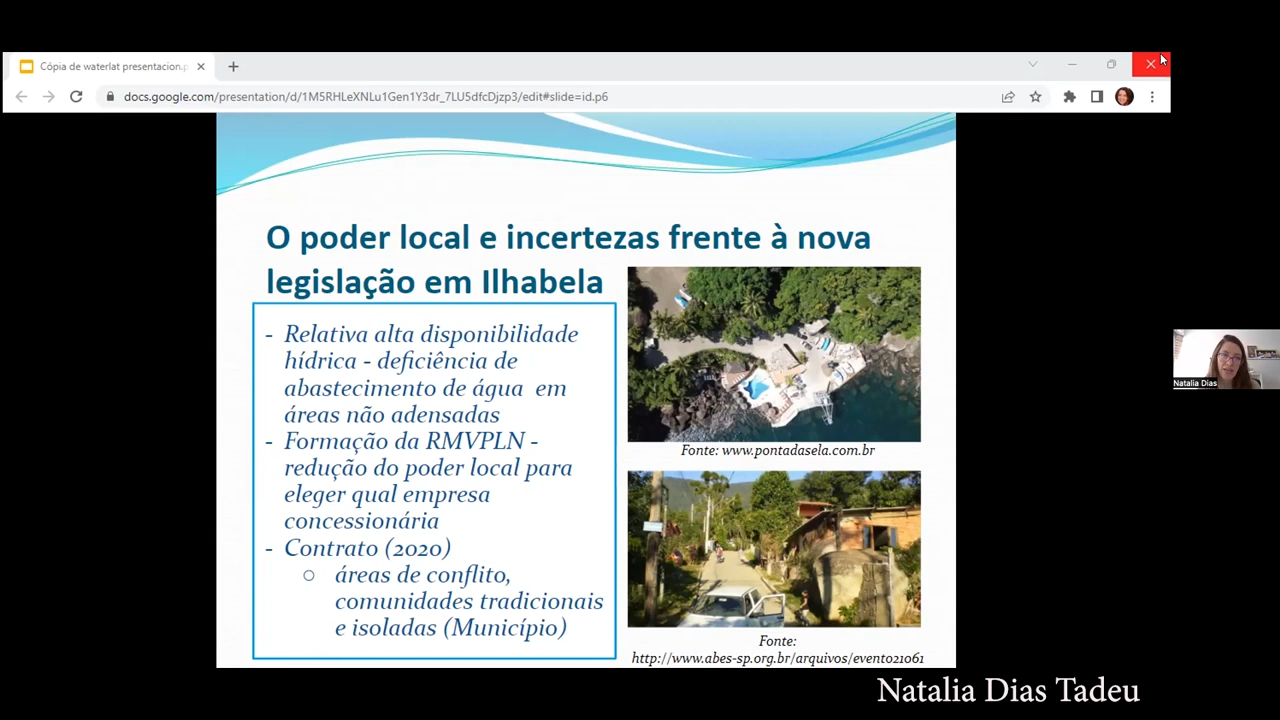 Cópia de waterlat presentacion.p
docs.google.com/presentation/d/1M5RHLeXNLu1Gen1Y3dr_7LU5dfcDjzp3/edit#slide=id.p6
O poder local e incertezas frente à nova
legislação em Ilhabela
- Relativa alta disponibilidade
hídrica - deficiência de
abastecimento de água em
áreas não adensadas
- Formação da RMVPLN -
redução do poder local para
eleger qual empresa
concessionária
- Contrato (2020)
○ áreas de conflito,
comunidades tradicionais
e isoladas (Município)
Fonte: www.pontadasela.com.br
Fonte:
http://www.abes-sp.org.br/arquivos/evento21061
Natalia Dias
Natalia Dias Tadeu